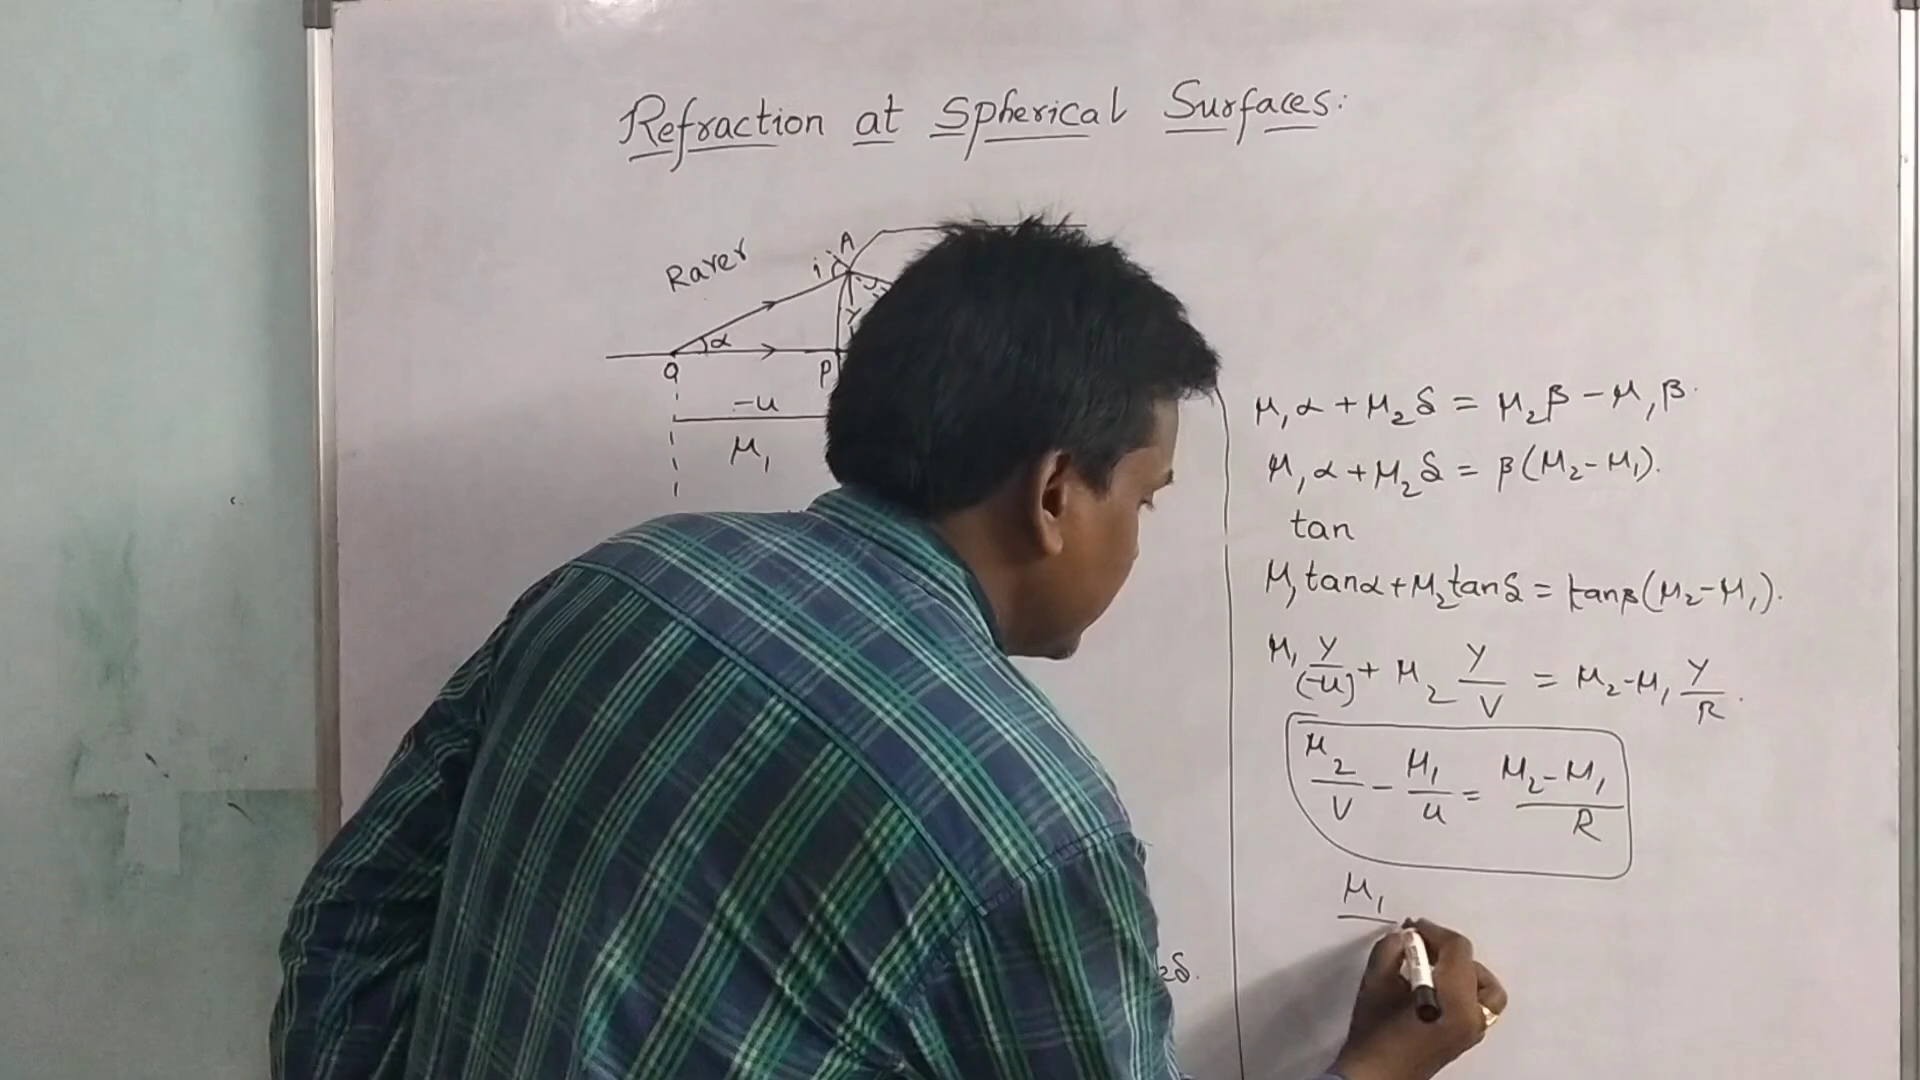 Refraction at Spherical Surfaces:
Rarer
A
i
Y
α
O
P
-u
μ₁
μ₁α + μ₂δ = μ₂β - μ₁β.
μ₁α + μ₂δ = β(μ₂ - μ₁).
tan
μ₁tanα + μ₂tanδ = tanβ(μ₂ - μ₁).
μ₁ Y/(-u) + μ₂ Y/V = μ₂ - μ₁ Y/R.
μ₂/V - μ₁/u = μ₂ - μ₁/R
μ₁
2δ.